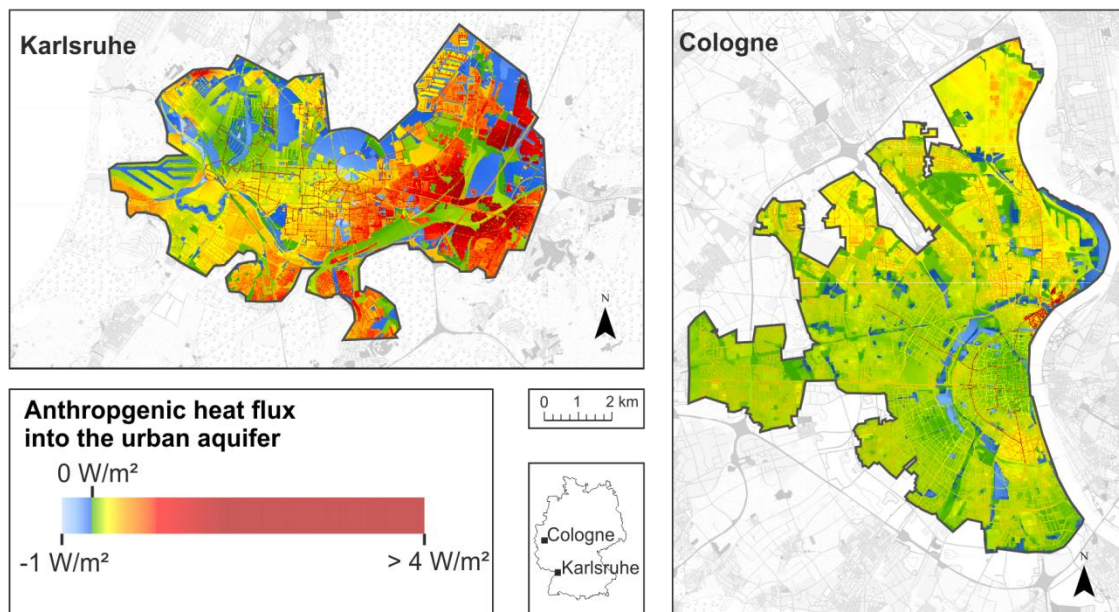 Karlsruhe
N
Cologne
N
Anthropgenic heat flux
into the urban aquifer
0 W/m²
-1 W/m²
> 4 W/m²
0 1 2 km
Cologne
Karlsruhe